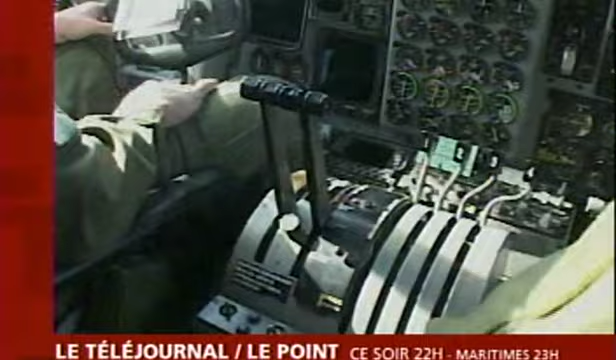 LE TÉLÉJOURNAL / LE POINT CE SOIR 22H - MARITIMES 23H